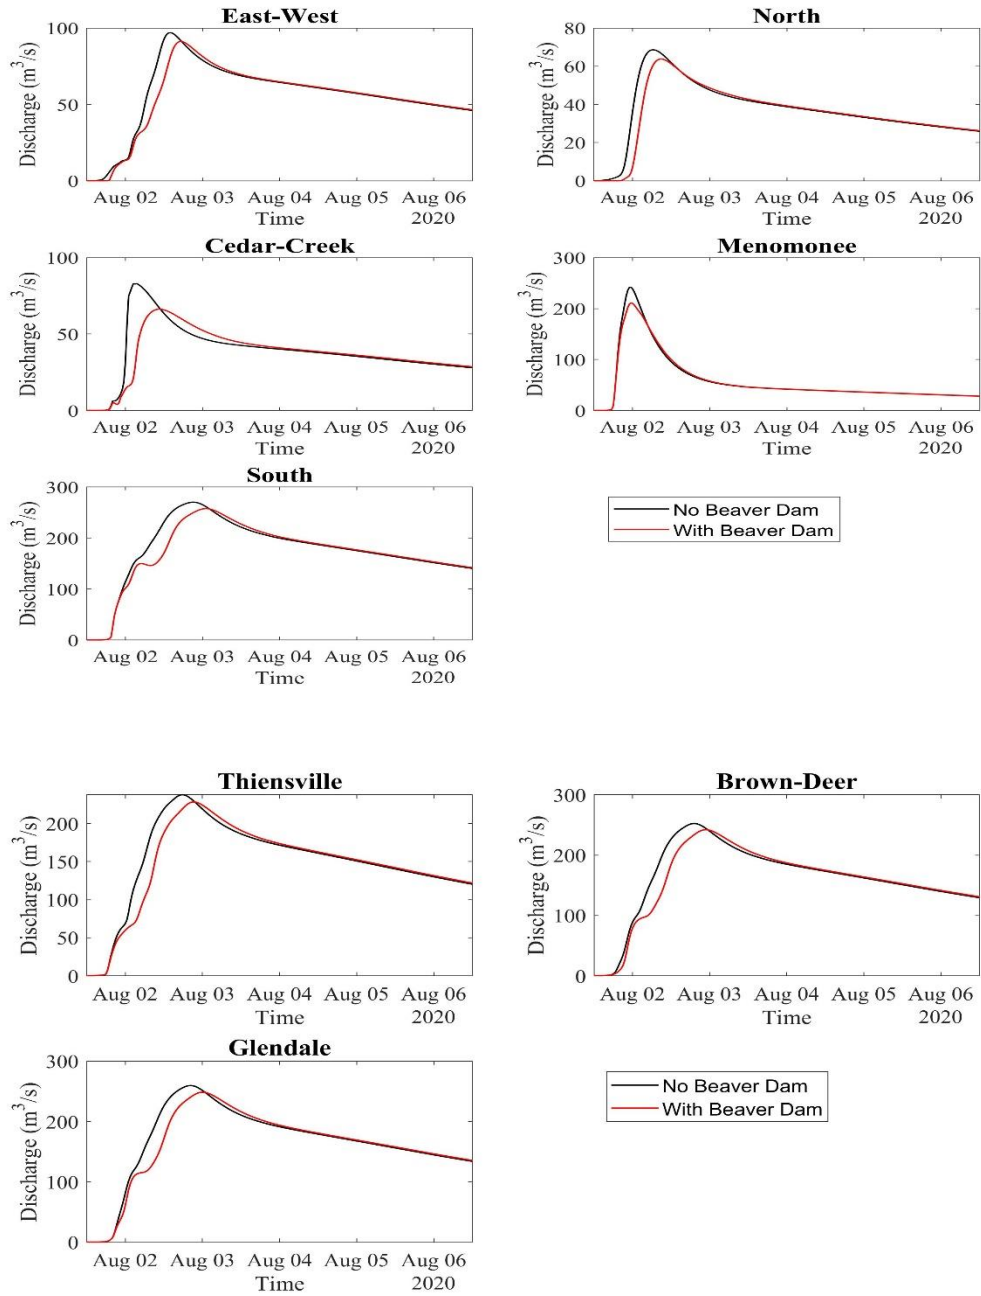 East-West
Discharge (m³/s)
100
50
0
Aug 02 Aug 03 Aug 04 Aug 05 Aug 06
Time 2020
North
Discharge (m³/s)
80
60
40
20
0
Aug 02 Aug 03 Aug 04 Aug 05 Aug 06
Time 2020
Cedar-Creek
Discharge (m³/s)
100
50
0
Aug 02 Aug 03 Aug 04 Aug 05 Aug 06
Time 2020
Menomonee
Discharge (m³/s)
300
200
100
0
Aug 02 Aug 03 Aug 04 Aug 05 Aug 06
Time 2020
South
Discharge (m³/s)
300
200
100
0
Aug 02 Aug 03 Aug 04 Aug 05 Aug 06
Time 2020
No Beaver Dam
With Beaver Dam
Thiensville
Discharge (m³/s)
200
150
100
50
0
Aug 02 Aug 03 Aug 04 Aug 05 Aug 06
Time 2020
Brown-Deer
Discharge (m³/s)
300
200
100
0
Aug 02 Aug 03 Aug 04 Aug 05 Aug 06
Time 2020
Glendale
Discharge (m³/s)
300
200
100
0
Aug 02 Aug 03 Aug 04 Aug 05 Aug 06
Time 2020
No Beaver Dam
With Beaver Dam